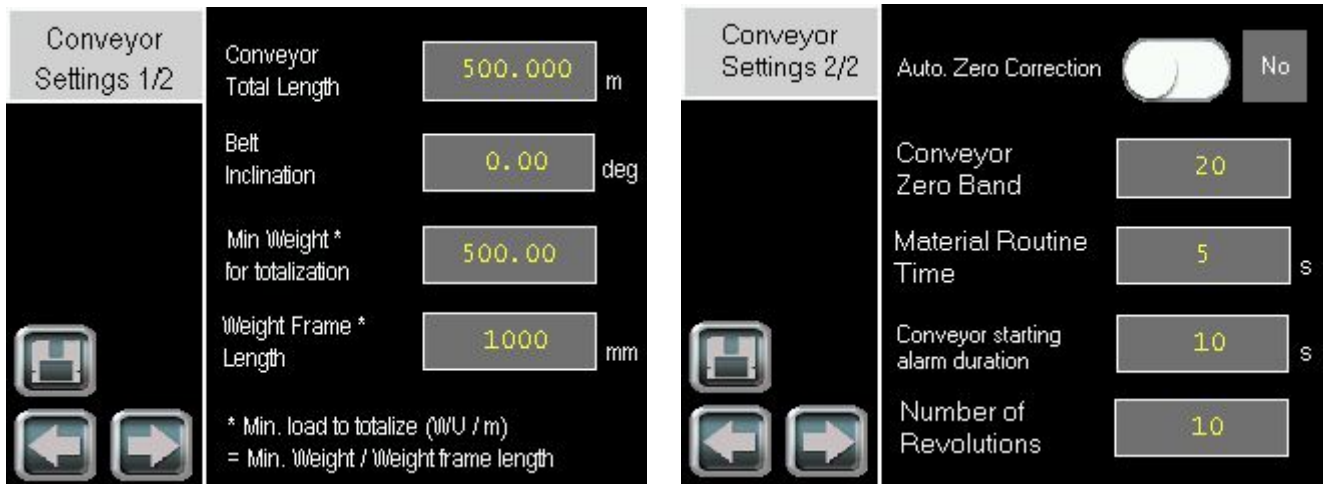 Conveyor
Settings 1/2
Conveyor
Total Length
500.000 m
Belt
Inclination
0.00 deg
Min Weight *
for totalization
500.00
Weight Frame *
Length
1000 mm
* Min. load to totalize (WU / m)
= Min. Weight / Weight frame length
Conveyor
Settings 2/2
Auto. Zero Correction No
Conveyor
Zero Band
20
Material Routine
Time
5 s
Conveyor starting
alarm duration
10 s
Number of
Revolutions
10